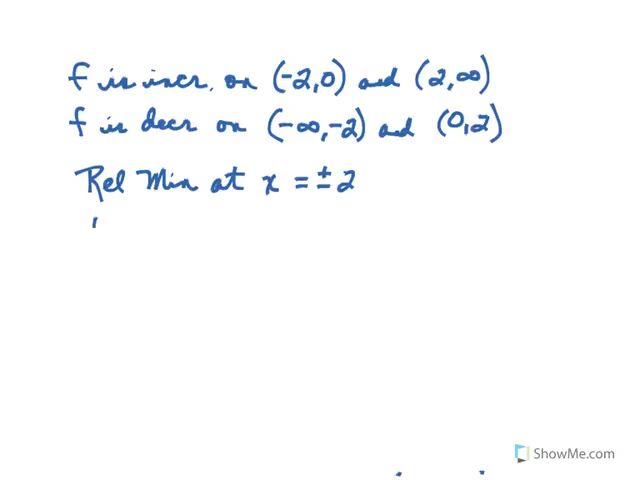 f is incr. on (-2,0) and (2,∞)
f is decr on (-∞,-2) and (0,2)
Rel Min at x = ± 2
ShowMe.com